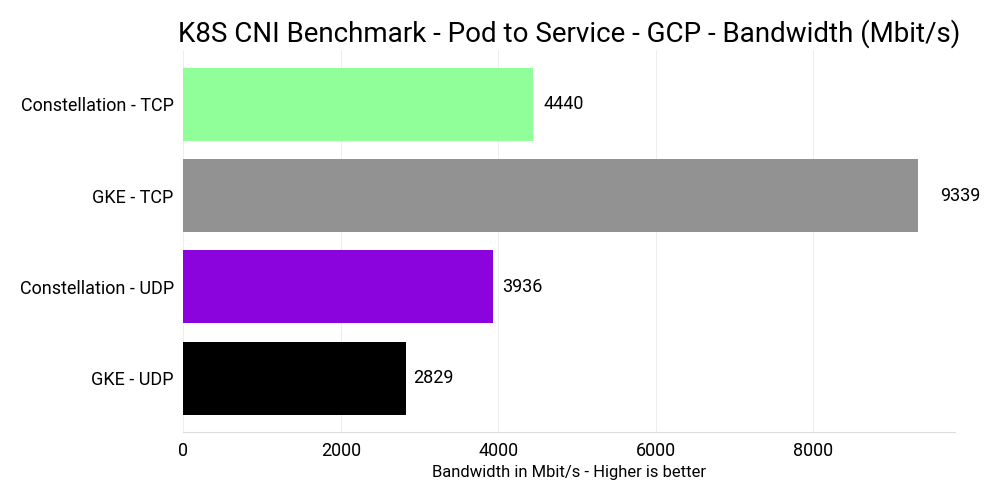 K8S CNI Benchmark - Pod to Service - GCP - Bandwidth (Mbit/s)
Constellation - TCP
4440
GKE - TCP
9339
Constellation - UDP
3936
GKE - UDP
2829
0 2000 4000 6000 8000
Bandwidth in Mbit/s - Higher is better